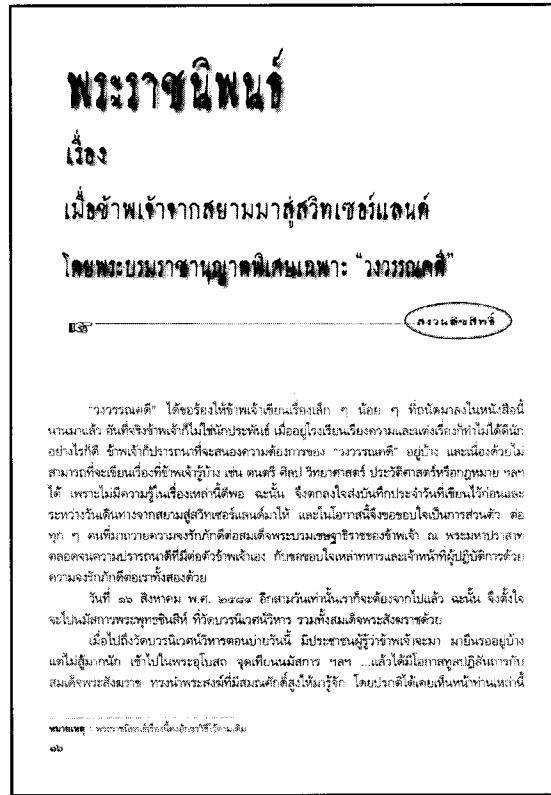 พระราชนิพนธ์
เรื่อง
เมื่อข้าพเจ้าจากสยามมาสู่สวิทเซอร์แลนด์
โดยพระบรมราชานุญาตพิเศษเฉพาะ “วงวรรณคดี”
สงวนลิขสิทธิ์
“วงวรรณคดี” ได้ขอร้องให้ข้าพเจ้าเขียนเรื่องเล็ก ๆ น้อย ๆ ที่ถนัดมาลงในหนังสือนี้
นานมาแล้ว อันที่จริงข้าพเจ้าก็ไม่ใช่นักประพันธ์ เมื่ออยู่โรงเรียนเรียงความและแต่งเรื่องก็ทำไม่ได้ดีนัก
อย่างไรก็ดี ข้าพเจ้าก็ปรารถนาที่จะสนองความต้องการของ “วงวรรณคดี” อยู่บ้าง และเนื่องด้วยไม่
สามารถที่จะเขียนเรื่องที่ข้าพเจ้ารู้บ้าง เช่น ดนตรี ศิลป วิทยาศาสตร์ ประวัติศาสตร์หรือกฎหมาย ฯลฯ
ได้ เพราะไม่มีความรู้ในเรื่องเหล่านี้ดีพอ ฉะนั้น จึงตกลงใจส่งบันทึกประจำวันที่เขียนไว้ก่อนและ
ระหว่างวันเดินทางจากสยามสู่สวิทเซอร์แลนด์มาให้ และในโอกาสนี้จึงขอขอบใจเป็นการส่วนตัว ต่อ
ทุก ๆ คนที่มาถวายความจงรักภักดีต่อสมเด็จพระบรมเชษฐาธิราชของข้าพเจ้า ณ พระมหาปราสาท
ตลอดจนความปรารถนาดีที่มีต่อตัวข้าพเจ้าเอง กับขอขอบใจเหล่าทหารและเจ้าหน้าที่ผู้ปฏิบัติการด้วย
ความจงรักภักดีต่อเราทั้งสองด้วย
วันที่ ๑๖ สิงหาคม พ.ศ. ๒๔๘๙ อีกสามวันเท่านั้นเราก็จะต้องจากไปแล้ว ฉะนั้น จึงตั้งใจ
จะไปนมัสการพระพุทธชินสีห์ ที่วัดบวรนิเวศน์วิหาร รวมทั้งสมเด็จพระสังฆราชด้วย
เมื่อไปถึงวัดบวรนิเวศน์วิหารตอนบ่ายวันนี้ มีประชาชนผู้รู้ว่าข้าพเจ้าจะมา มายืนรออยู่บ้าง
แต่ไม่สู้มากนัก เข้าไปในพระอุโบสถ จุดเทียนนมัสการ ฯลฯ ...แล้วได้มีโอกาสทูลปฏิสันถารกับ
สมเด็จพระสังฆราช ทรงนำพระสงฆ์ที่มีสมณศักดิ์สูงให้มารู้จัก โดยปรกติได้เคยเห็นหน้าท่านเหล่านี้
หมายเหตุ : พระราชนิพนธ์เรื่องนี้คงอักขรวิธีไว้ตามเดิม
๑๖